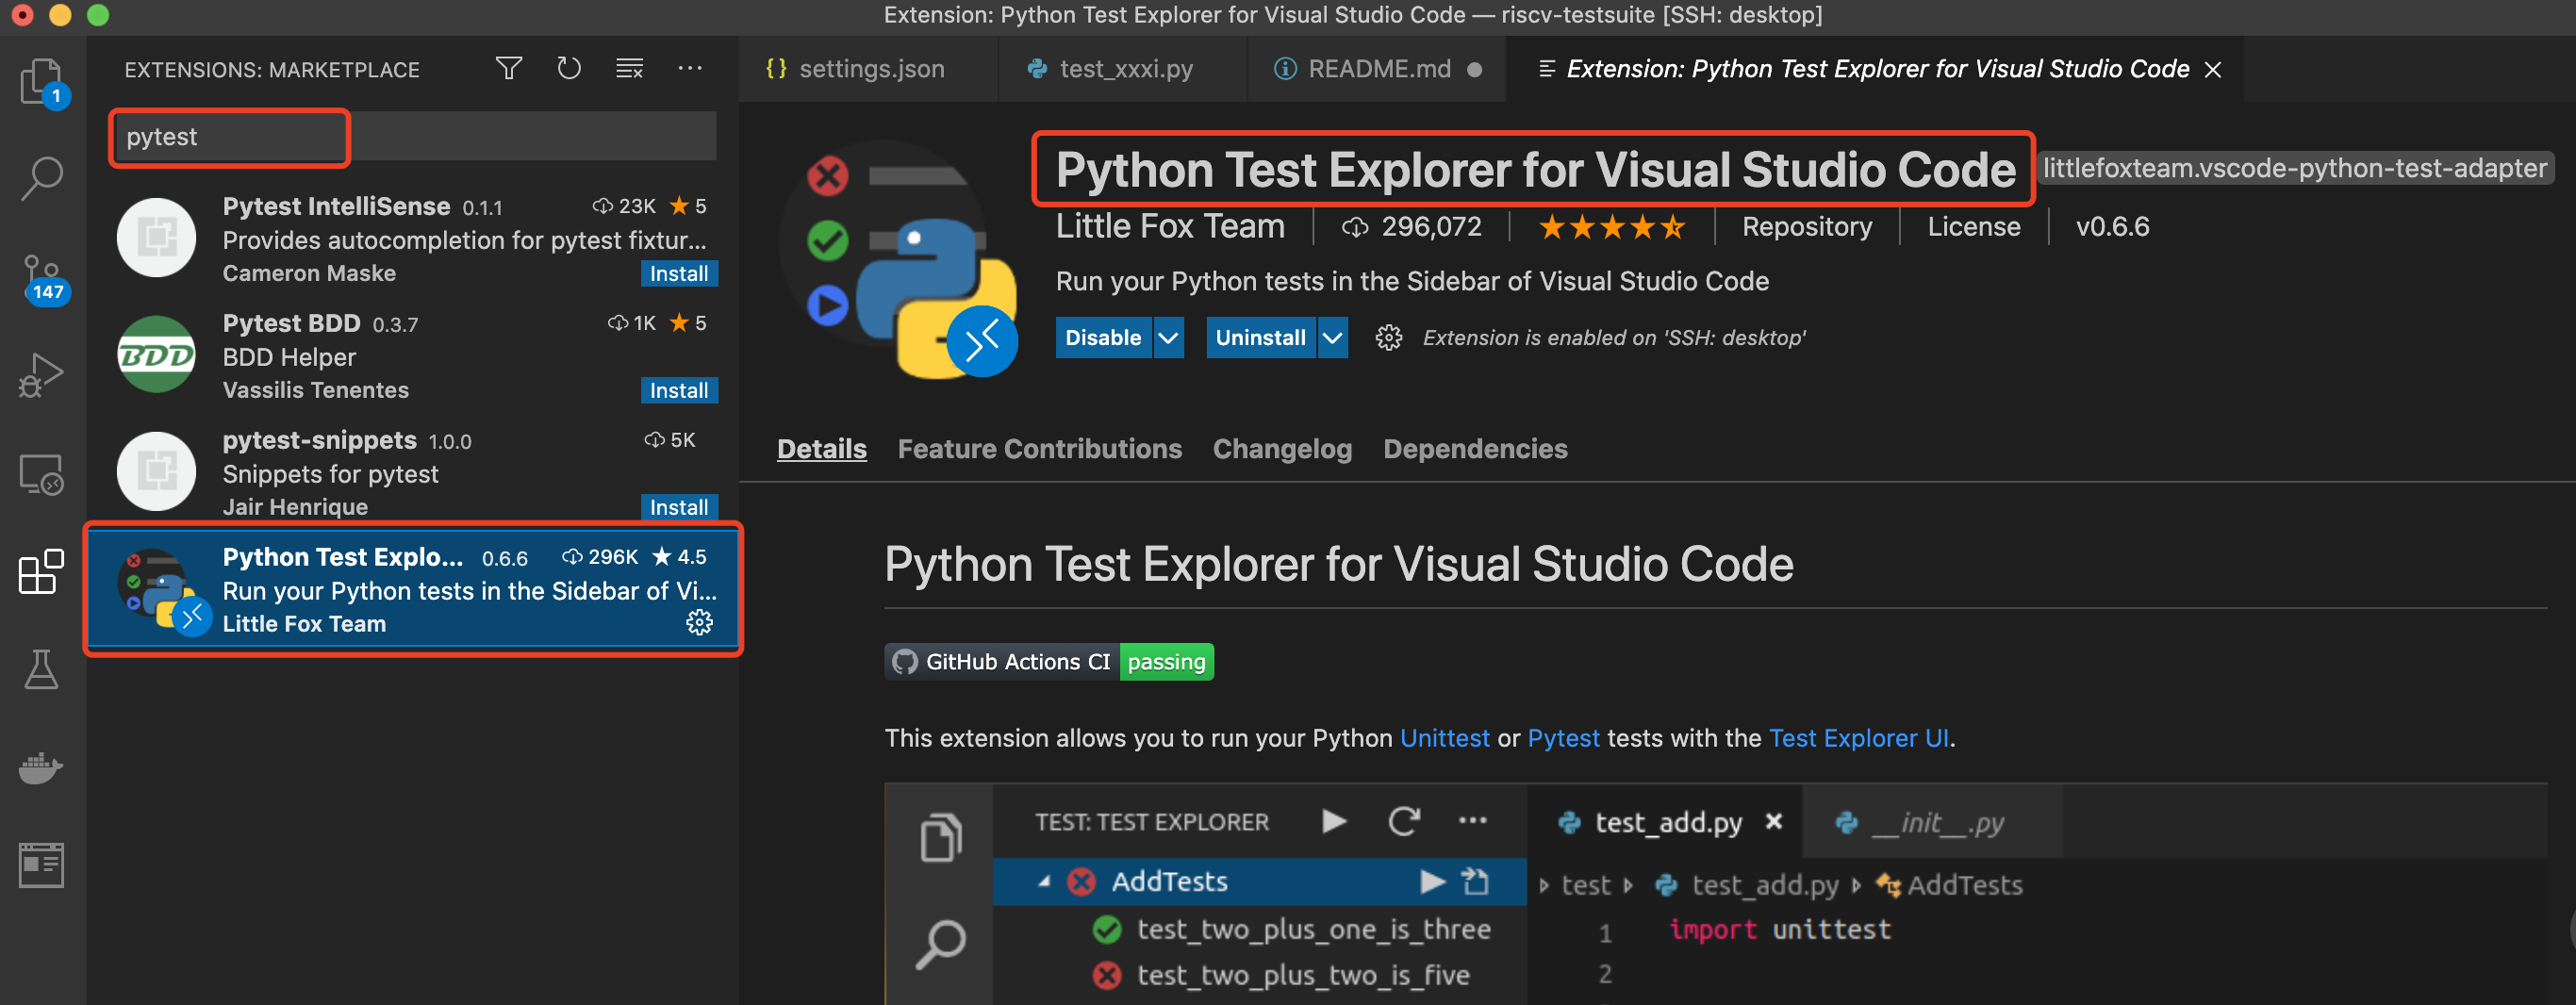 Extension: Python Test Explorer for Visual Studio Code — riscv-testsuite [SSH: desktop]
EXTENSIONS: MARKETPLACE
settings.json
test_xxxi.py
README.md
Extension: Python Test Explorer for Visual Studio Code
1
pytest
147
Pytest IntelliSense 0.1.1 23K 5
Provides autocompletion for pytest fixtur...
Cameron Maske Install
Pytest BDD 0.3.7 1K 5
BDD
BDD Helper
Vassilis Tenentes Install
pytest-snippets 1.0.0 5K
Snippets for pytest
Jair Henrique Install
Python Test Explo... 0.6.6 296K 4.5
Run your Python tests in the Sidebar of Vi...
Little Fox Team
Python Test Explorer for Visual Studio Code littlefoxteam.vscode-python-test-adapter
Little Fox Team 296,072 Repository License v0.6.6
Run your Python tests in the Sidebar of Visual Studio Code
Disable Uninstall Extension is enabled on 'SSH: desktop'
Details Feature Contributions Changelog Dependencies
Python Test Explorer for Visual Studio Code
GitHub Actions CI passing
This extension allows you to run your Python Unittest or Pytest tests with the Test Explorer UI.
TEST: TEST EXPLORER
AddTests
test_two_plus_one_is_three
test_two_plus_two_is_five
test_add.py __init__.py
test test_add.py AddTests
1 import unittest
2